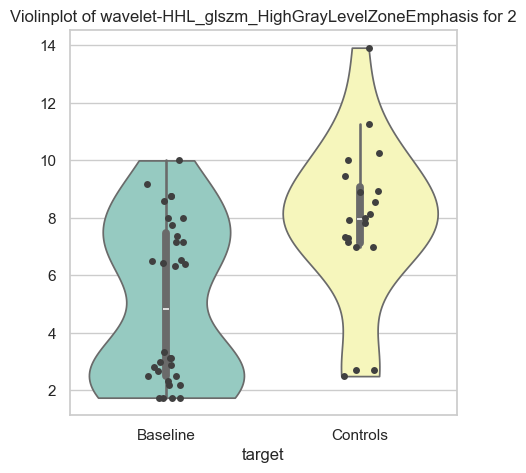 Violinplot of wavelet-HHL_glszm_HighGrayLevelZoneEmphasis for 2
14
12
10
8
6
4
2
Baseline Controls
target